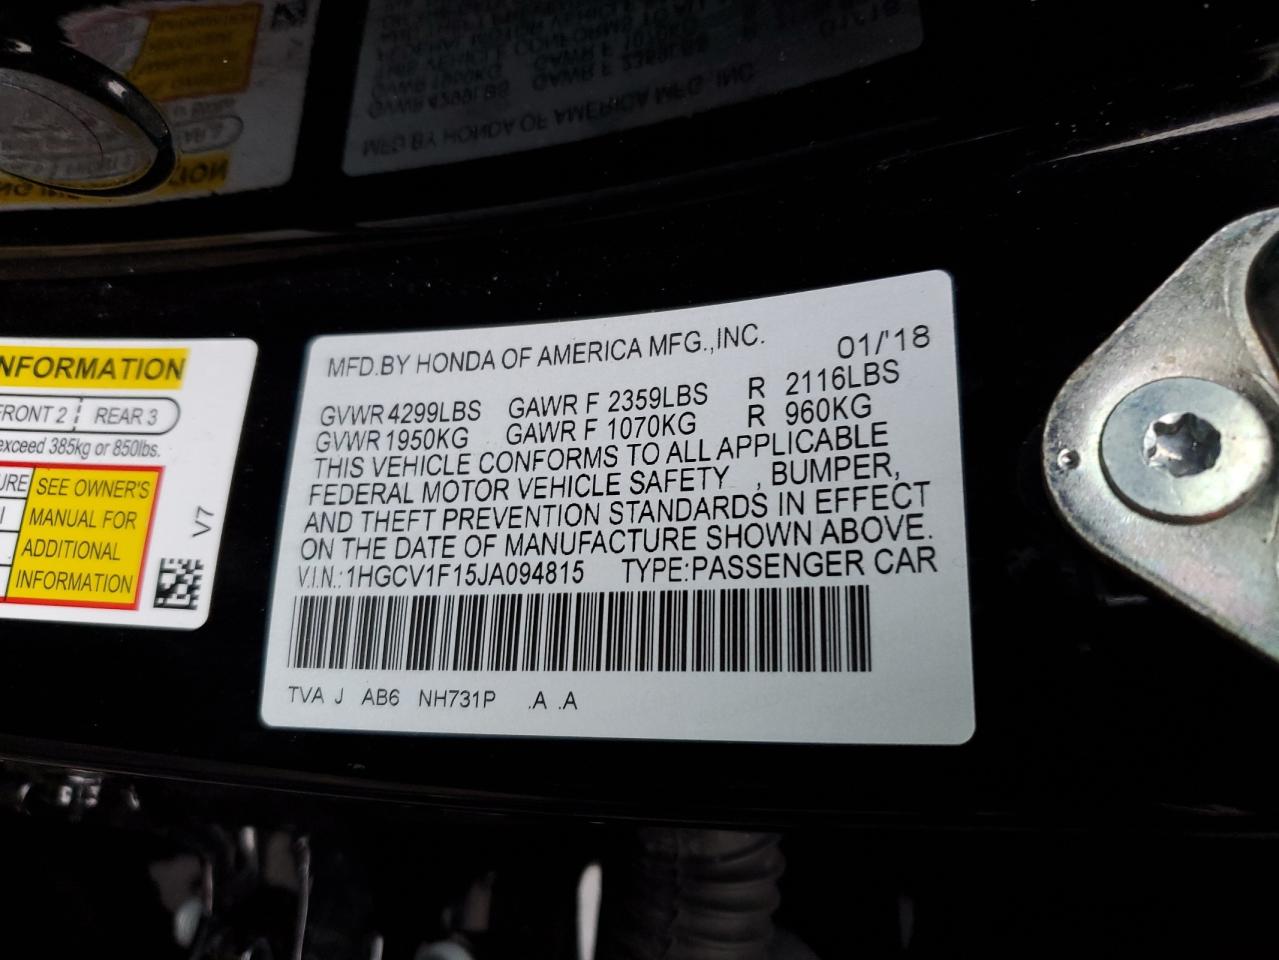 MFD.BY HONDA OF AMERICA MFG.,INC. 01/'18
GVWR 4299LBS GAWR F 2359LBS R 2116LBS
GVWR 1950KG GAWR F 1070KG R 960KG
THIS VEHICLE CONFORMS TO ALL APPLICABLE
FEDERAL MOTOR VEHICLE SAFETY , BUMPER,
AND THEFT PREVENTION STANDARDS IN EFFECT
ON THE DATE OF MANUFACTURE SHOWN ABOVE.
V.I.N.: 1HGCV1F15JA094815 TYPE:PASSENGER CAR
TVA J AB6 NH731P .A .A
NFORMATION
FRONT 2 REAR 3
exceed 385kg or 850lbs.
SEE OWNER'S
MANUAL FOR
ADDITIONAL
INFORMATION
V7